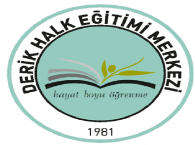 DERİK HALK EĞİTİMİ MERKEZİ
hayat boyu öğrenme
1981